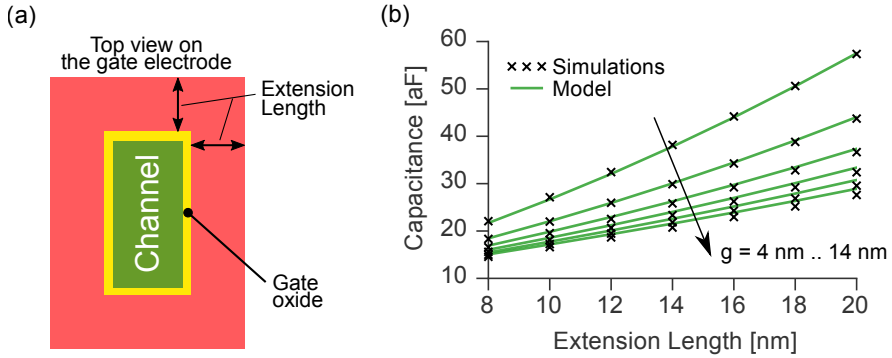 (a)
Top view on
the gate electrode
Extension
Length
Channel
Gate
oxide
(b)
60
50
40
30
20
10
Capacitance [aF]
××× Simulations
Model
g = 4 nm .. 14 nm
8 10 12 14 16 18 20
Extension Length [nm]